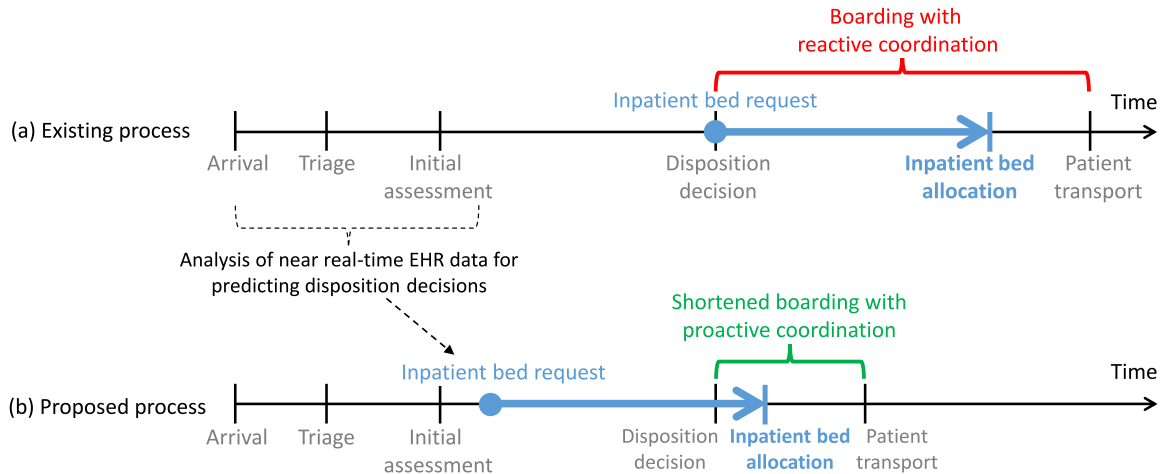 Boarding with
reactive coordination
Inpatient bed request
Time
(a) Existing process
Arrival
Triage
Initial
assessment
Disposition
decision
Inpatient bed
allocation
Patient
transport
Analysis of near real-time EHR data for
predicting disposition decisions
Shortened boarding with
proactive coordination
Inpatient bed request
Time
(b) Proposed process
Arrival
Triage
Initial
assessment
Disposition
decision
Inpatient bed
allocation
Patient
transport